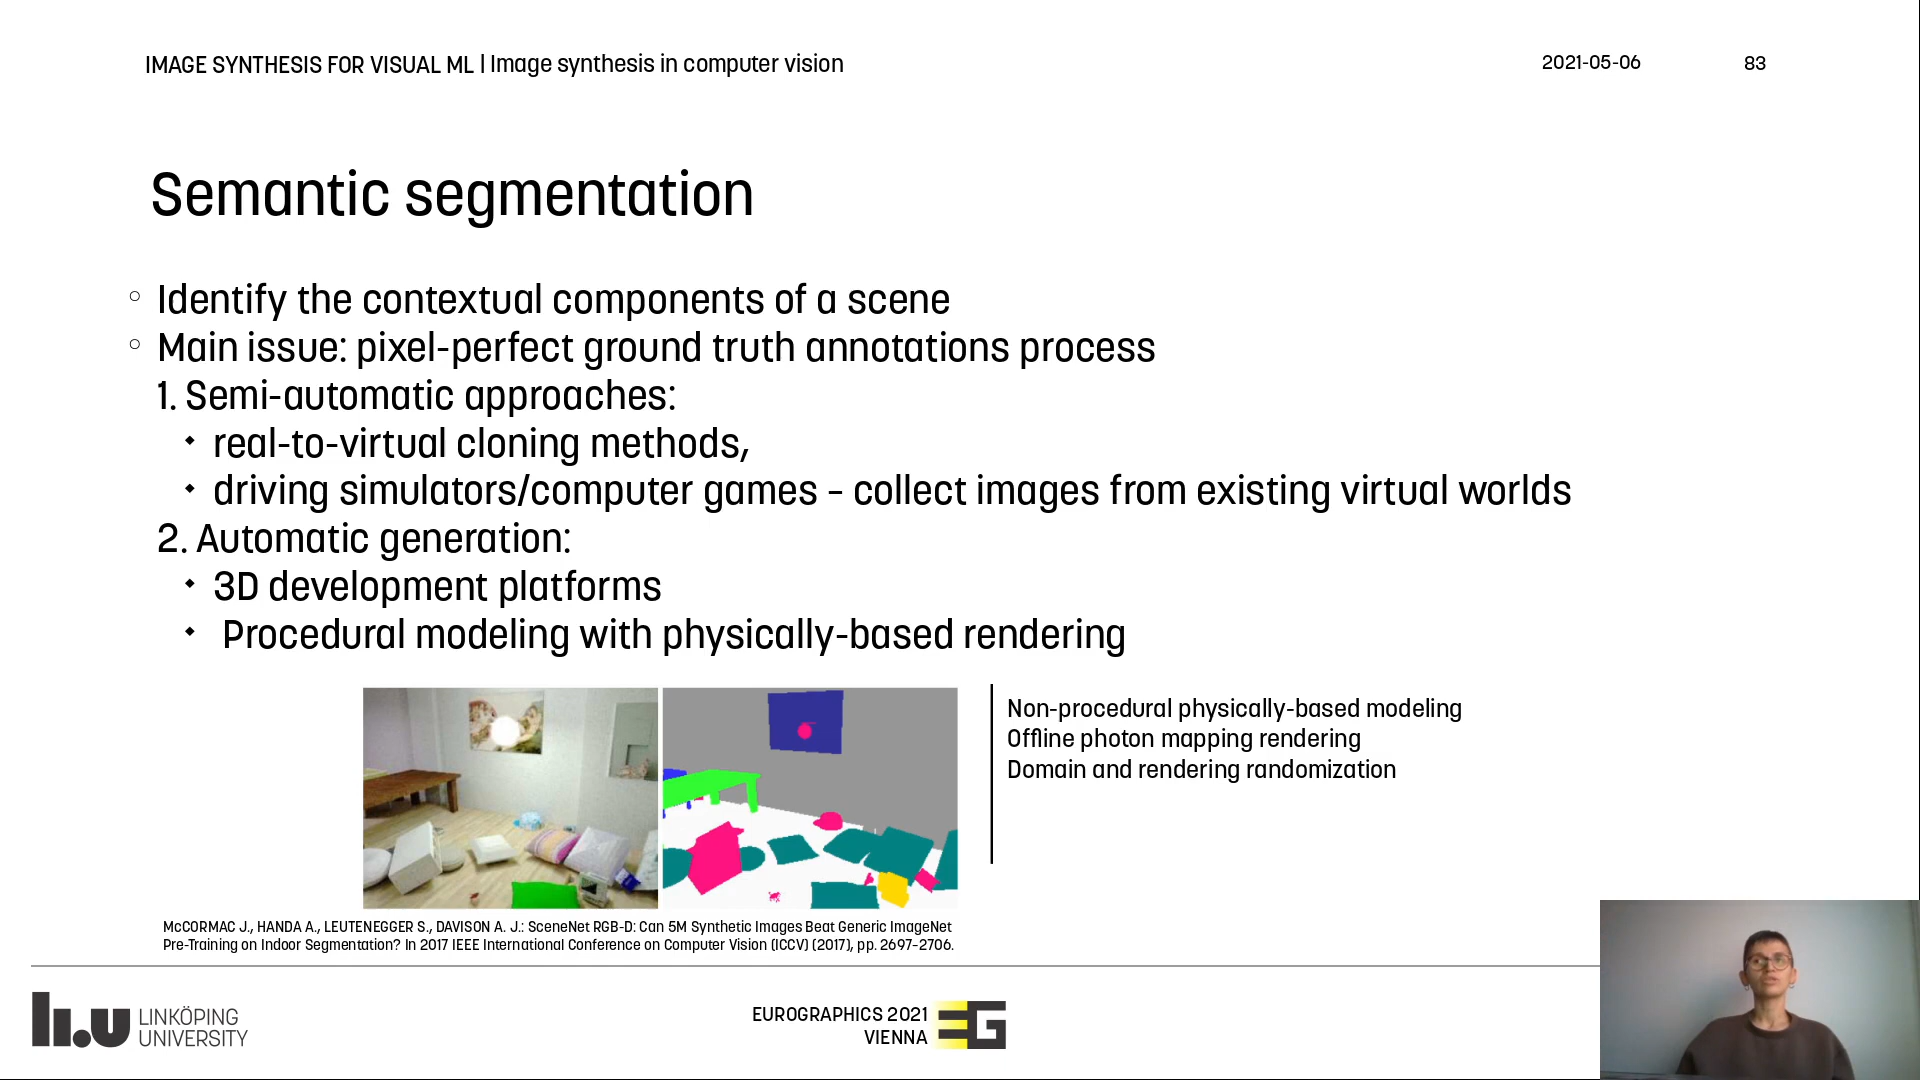 IMAGE SYNTHESIS FOR VISUAL ML | Image synthesis in computer vision
2021-05-06
83
Semantic segmentation
Identify the contextual components of a scene
Main issue: pixel-perfect ground truth annotations process
1. Semi-automatic approaches:
real-to-virtual cloning methods,
driving simulators/computer games – collect images from existing virtual worlds
2. Automatic generation:
3D development platforms
Procedural modeling with physically-based rendering
Non-procedural physically-based modeling
Offline photon mapping rendering
Domain and rendering randomization
McCORMAC J., HANDA A., LEUTENEGGER S., DAVISON A. J.: SceneNet RGB-D: Can 5M Synthetic Images Beat Generic ImageNet
Pre-Training on Indoor Segmentation? In 2017 IEEE International Conference on Computer Vision (ICCV) (2017), pp. 2697–2706.
li.u LINKÖPING
UNIVERSITY
EUROGRAPHICS 2021
VIENNA
EG